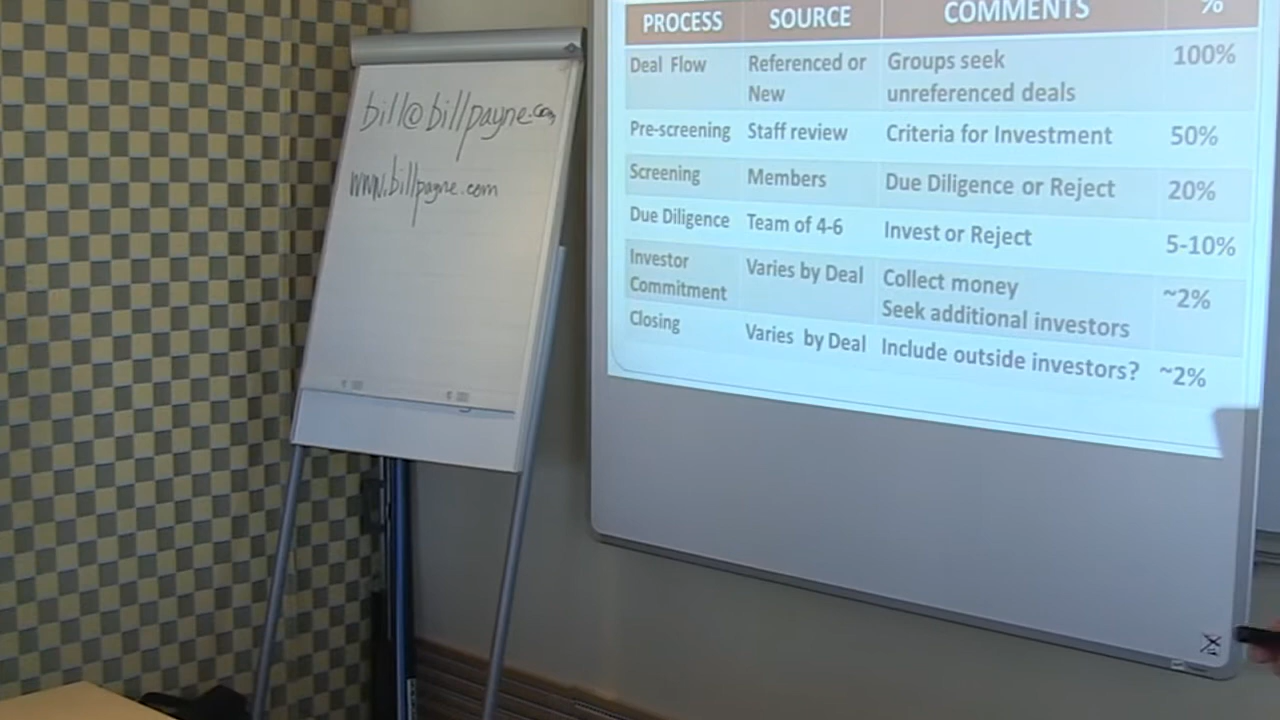 bill@billpayne.com
www.billpayne.com
PROCESS SOURCE COMMENTS %
Deal Flow Referenced or New Groups seek unreferenced deals 100%
Pre-screening Staff review Criteria for Investment 50%
Screening Members Due Diligence or Reject 20%
Due Diligence Team of 4-6 Invest or Reject 5-10%
Investor Commitment Varies by Deal Collect money Seek additional investors ~2%
Closing Varies by Deal Include outside investors? ~2%